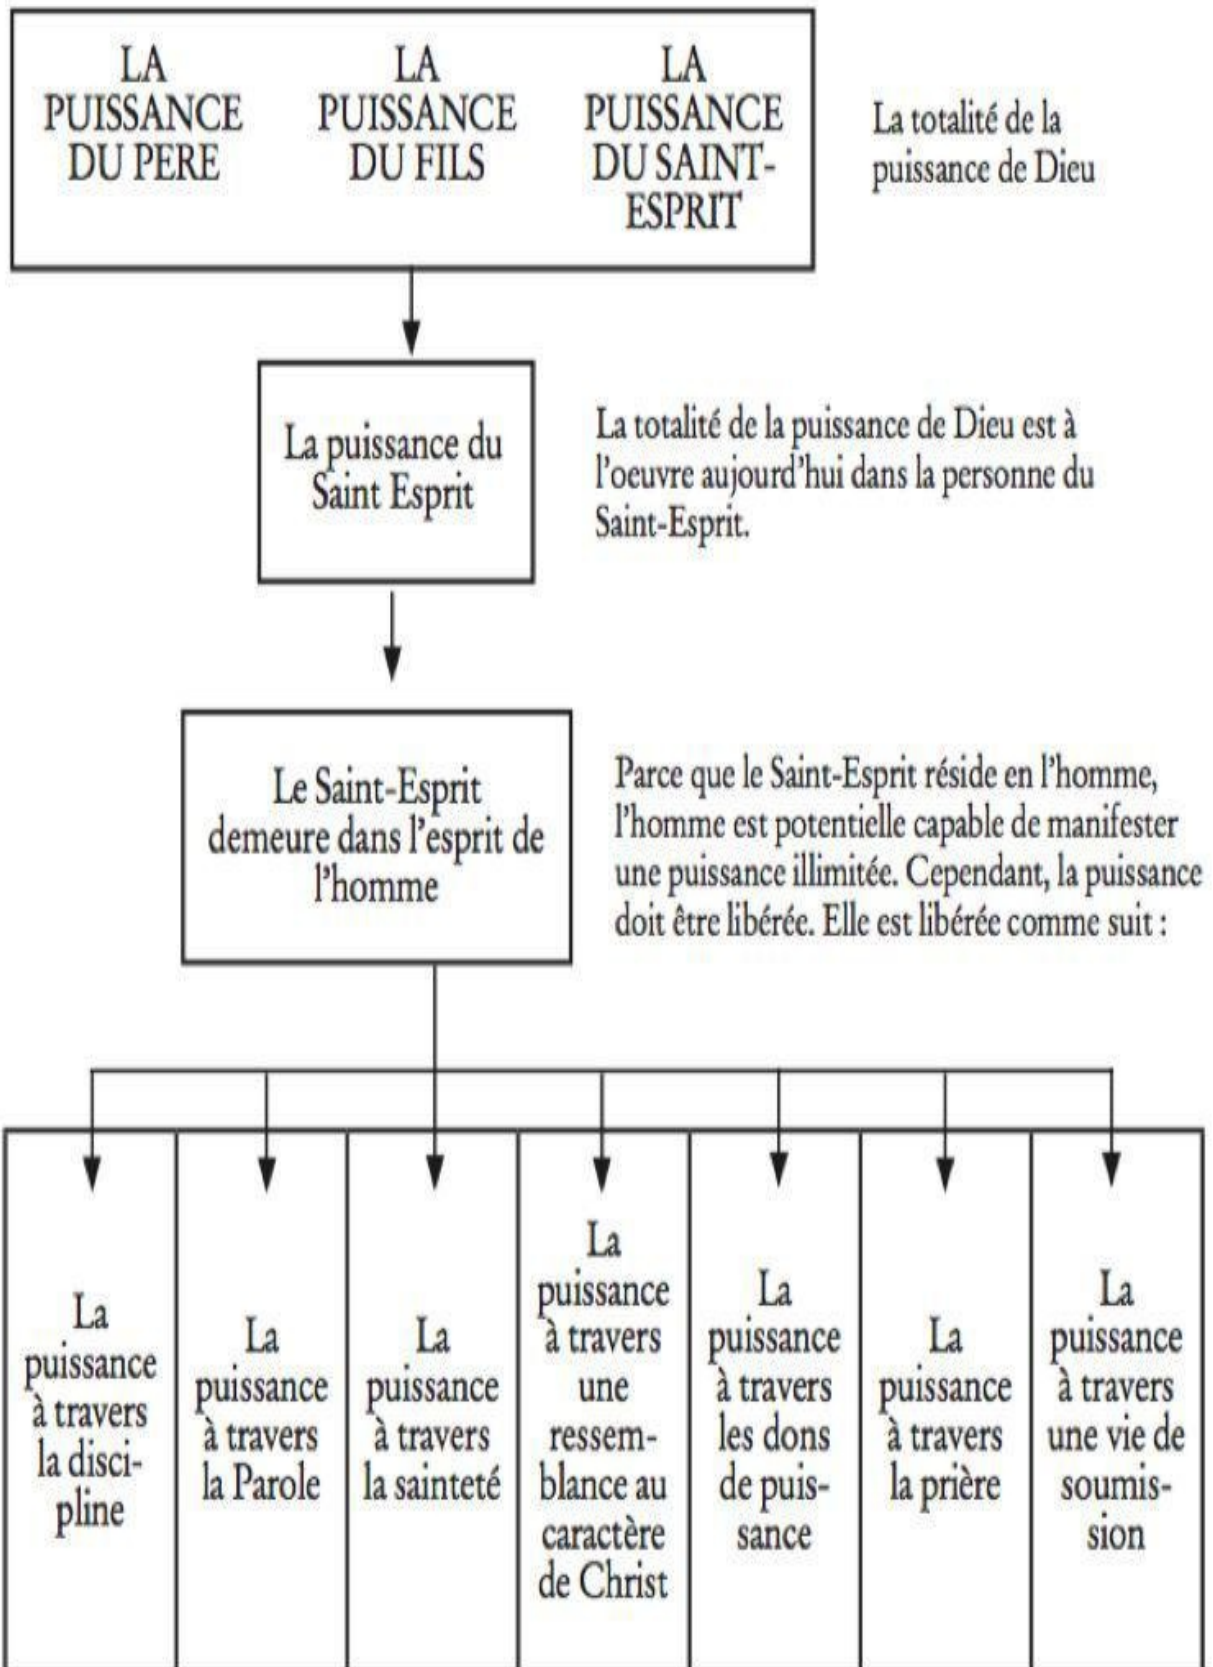 LA
PUISSANCE
DU PERE
LA
PUISSANCE
DU FILS
LA
PUISSANCE
DU SAINT-
ESPRIT
La totalité de la
puissance de Dieu
La puissance du
Saint Esprit
La totalité de la puissance de Dieu est à
l'oeuvre aujourd'hui dans la personne du
Saint-Esprit.
Le Saint-Esprit
demeure dans l'esprit de
l'homme
Parce que le Saint-Esprit réside en l'homme,
l'homme est potentielle capable de manifester
une puissance illimitée. Cependant, la puissance
doit être libérée. Elle est libérée comme suit :
La
puissance
à travers
la disci-
pline
La
puissance
à travers
la Parole
La
puissance
à travers
la sainteté
La
puissance
à travers
une
ressem-
blance au
caractère
de Christ
La
puissance
à travers
les dons
de puis-
sance
La
puissance
à travers
la prière
La
puissance
à travers
une vie de
soumis-
sion